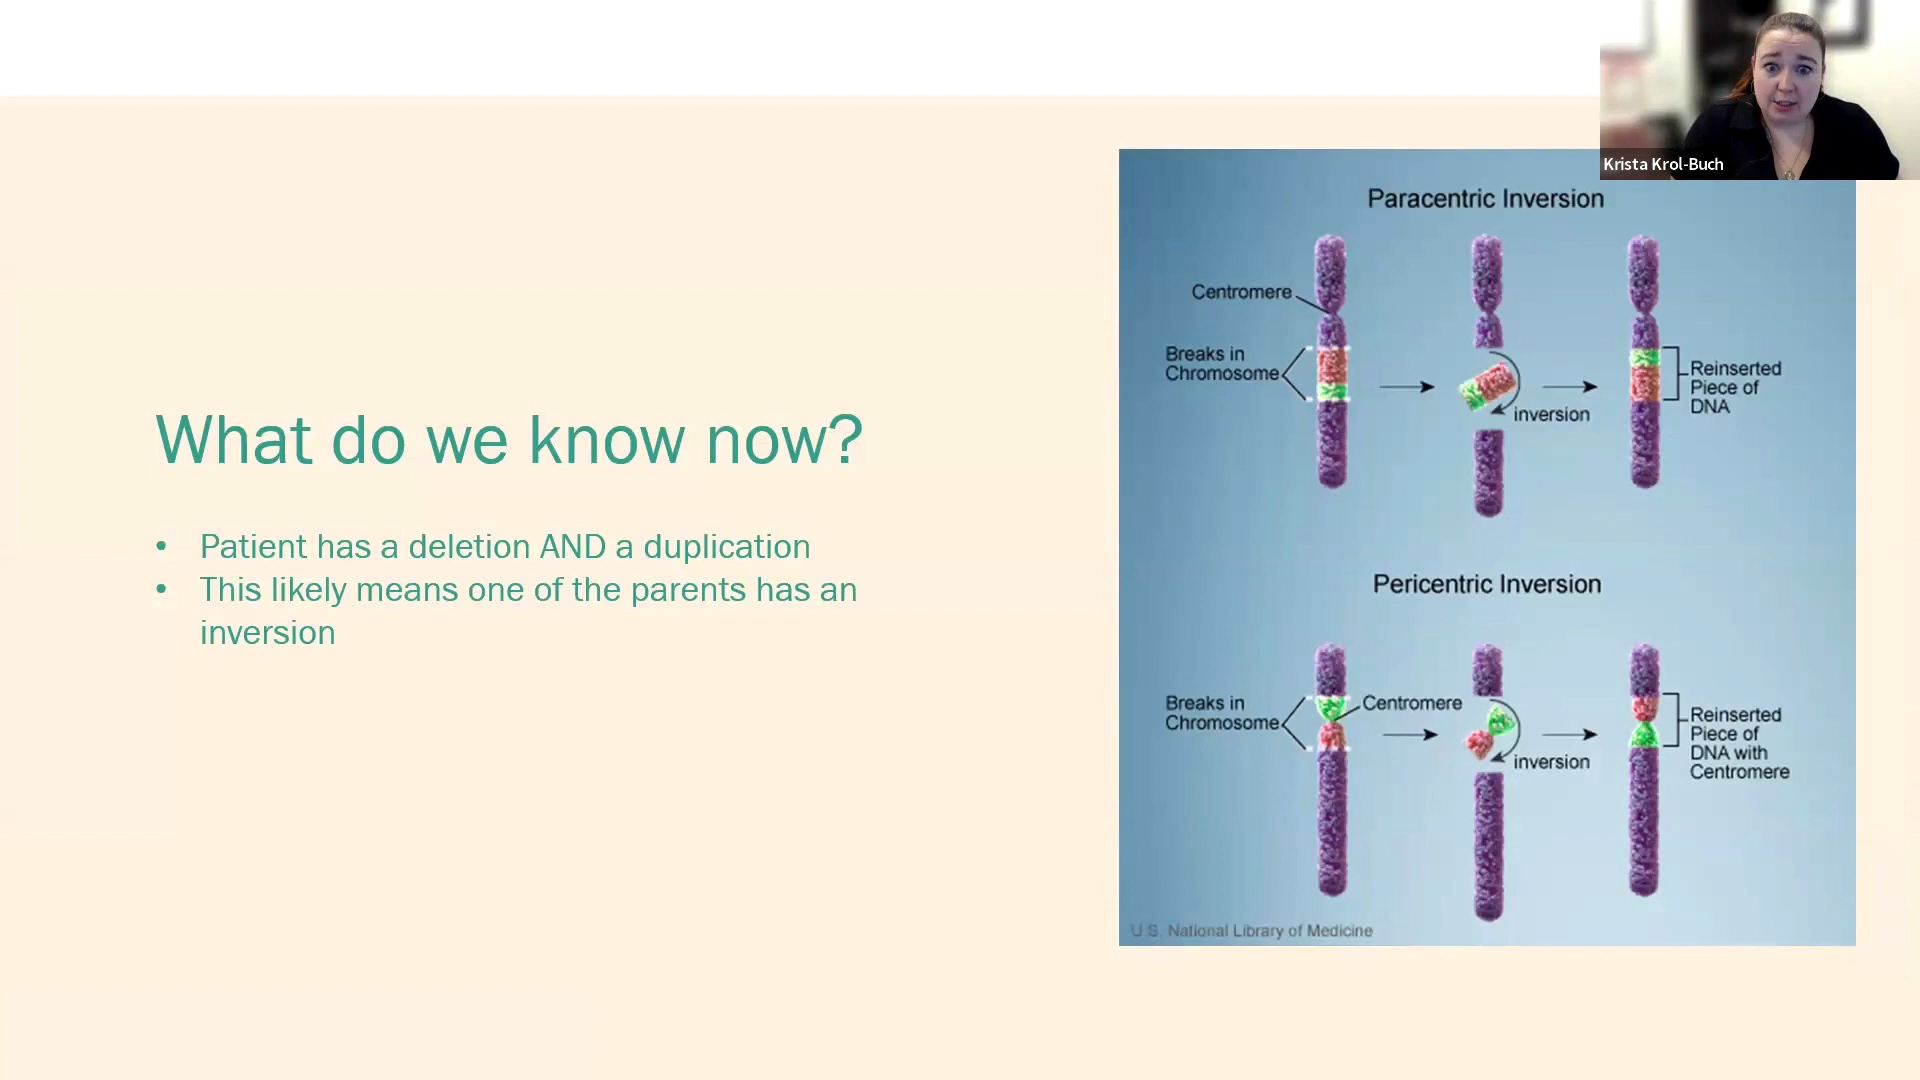 What do we know now?
• Patient has a deletion AND a duplication
• This likely means one of the parents has an
inversion
Krista Krol-Buch
Paracentric Inversion
Centromere
Breaks in
Chromosome
inversion
Reinserted
Piece of
DNA
Pericentric Inversion
Breaks in
Chromosome
Centromere
inversion
Reinserted
Piece of
DNA with
Centromere
U.S. National Library of Medicine